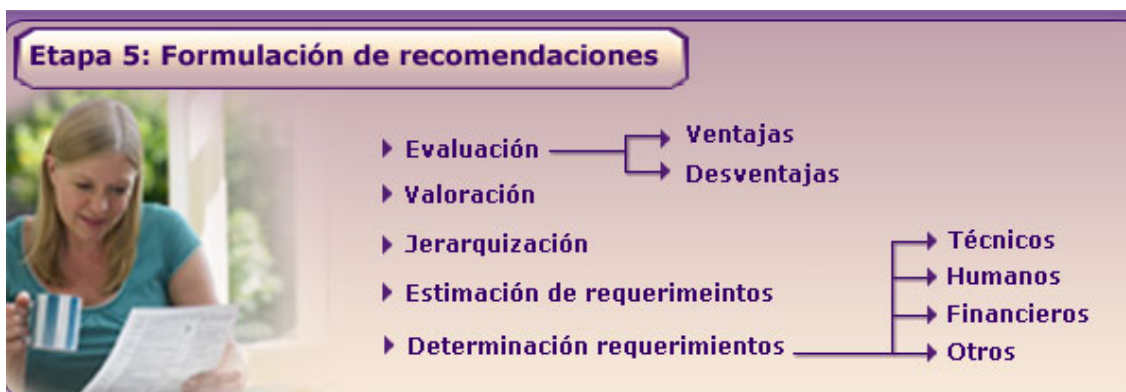 Etapa 5: Formulación de recomendaciones
Evaluación
Ventajas
Desventajas
Valoración
Jerarquización
Estimación de requerimeintos
Determinación requerimientos
Técnicos
Humanos
Financieros
Otros